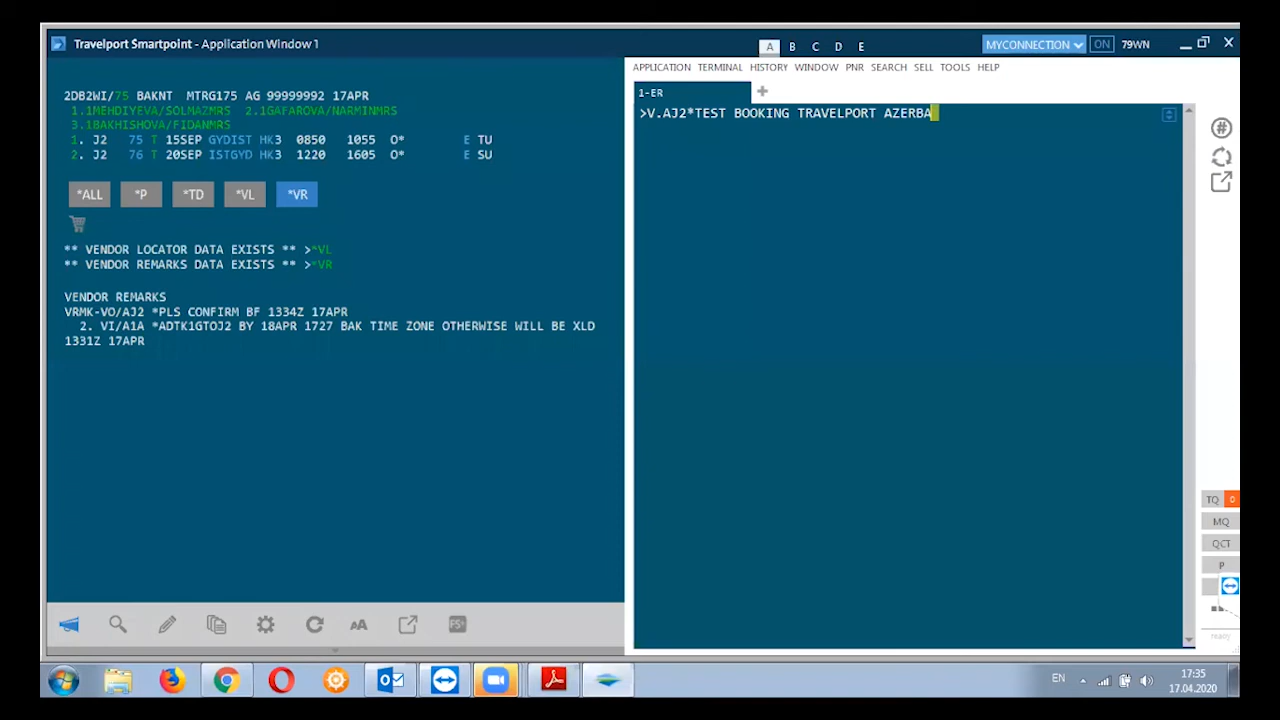 Travelport Smartpoint - Application Window 1
A B C D E
MYCONNECTION ON 79WN
APPLICATION TERMINAL HISTORY WINDOW PNR SEARCH SELL TOOLS HELP
2DB2WI/75 BAKNT MTRG175 AG 99999992 17APR
1.1MEHDIYEVA/SOLMAZMRS 2.1GAFAROVA/NARMINMRS
3.1BAKHISHOVA/FIDANMRS
1. J2 75 T 15SEP GYDIST HK3 0850 1055 O* E TU
2. J2 76 T 20SEP ISTGYD HK3 1220 1605 O* E SU
*ALL *P *TD *VL *VR
** VENDOR LOCATOR DATA EXISTS ** >*VL
** VENDOR REMARKS DATA EXISTS ** >*VR
VENDOR REMARKS
VRMK-VO/AJ2 *PLS CONFIRM BF 1334Z 17APR
2. VI/A1A *ADTK1GTOJ2 BY 18APR 1727 BAK TIME ZONE OTHERWISE WILL BE XLD
1331Z 17APR
1-ER
>V.AJ2*TEST BOOKING TRAVELPORT AZERBA
TQ 0
MQ
QCT
P
ready
AA
PS+
EN
17:35
17.04.2020